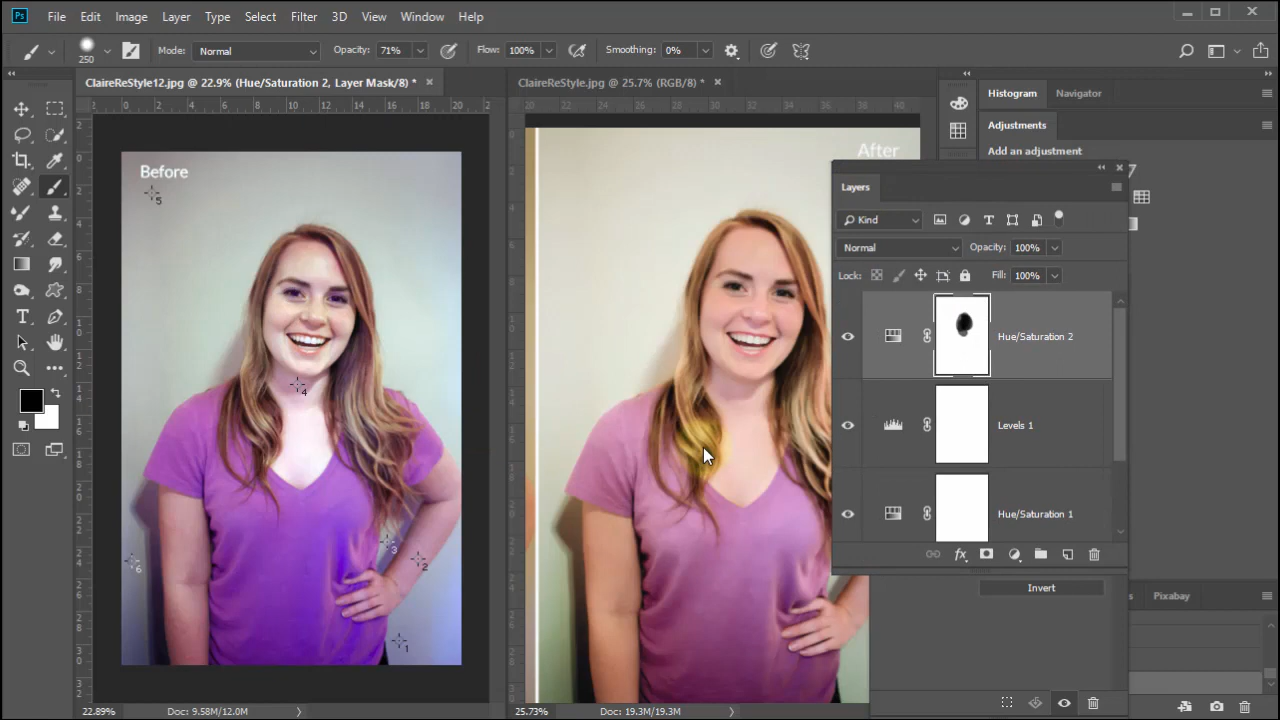 Ps File Edit Image Layer Type Select Filter 3D View Window Help
250 Mode: Normal Opacity: 71% Flow: 100% Smoothing: 0%
ClaireReStyle12.jpg @ 22.9% (Hue/Saturation 2, Layer Mask/8) *
ClaireReStyle.jpg @ 25.7% (RGB/8) *
Histogram Navigator
Adjustments
Add an adjustment
Before
After
Layers
Kind
Normal Opacity: 100%
Lock: Fill: 100%
Hue/Saturation 2
Levels 1
Hue/Saturation 1
fx
Invert
Pixabay
22.89% Doc: 9.58M/12.0M
25.73% Doc: 19.3M/19.3M